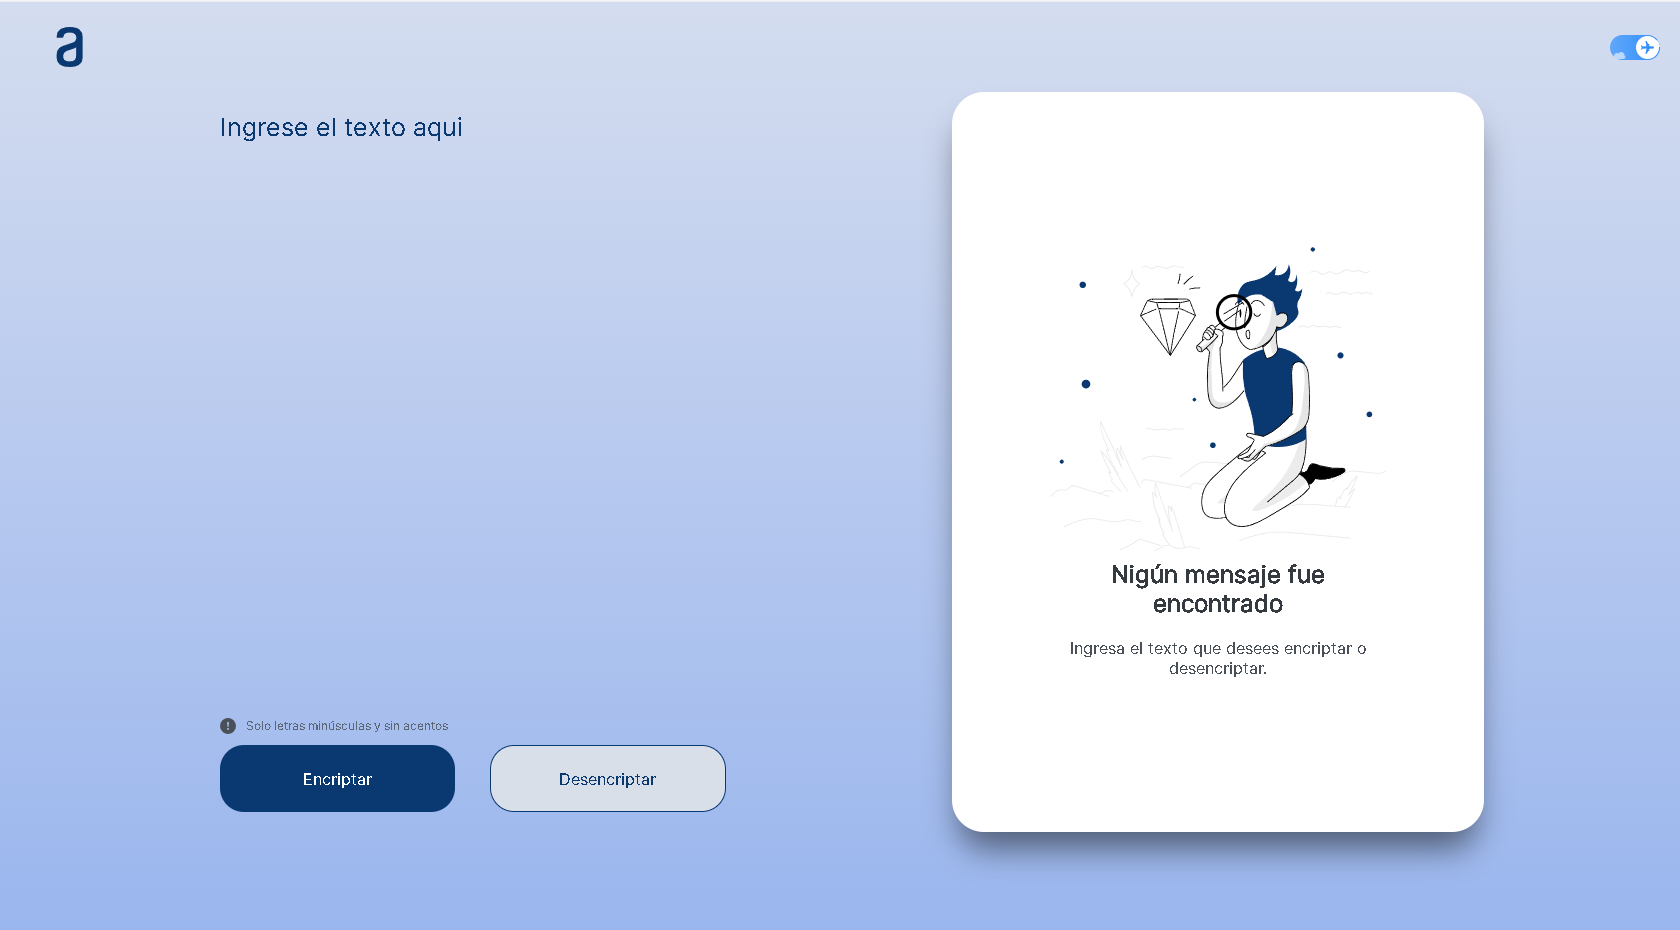 a
Ingrese el texto aqui
Nigún mensaje fue
encontrado
Ingresa el texto que desees encriptar o
desencriptar.
Solo letras minúsculas y sin acentos
Encriptar
Desencriptar